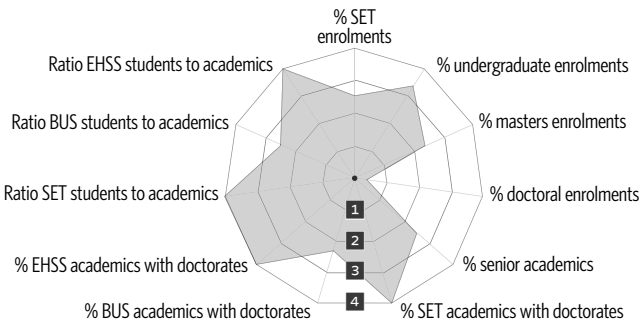 % SET
enrolments
Ratio EHSS students to academics
% undergraduate enrolments
Ratio BUS students to academics
% masters enrolments
Ratio SET students to academics
% doctoral enrolments
1
2
% EHSS academics with doctorates
% senior academics
3
4
% BUS academics with doctorates
% SET academics with doctorates